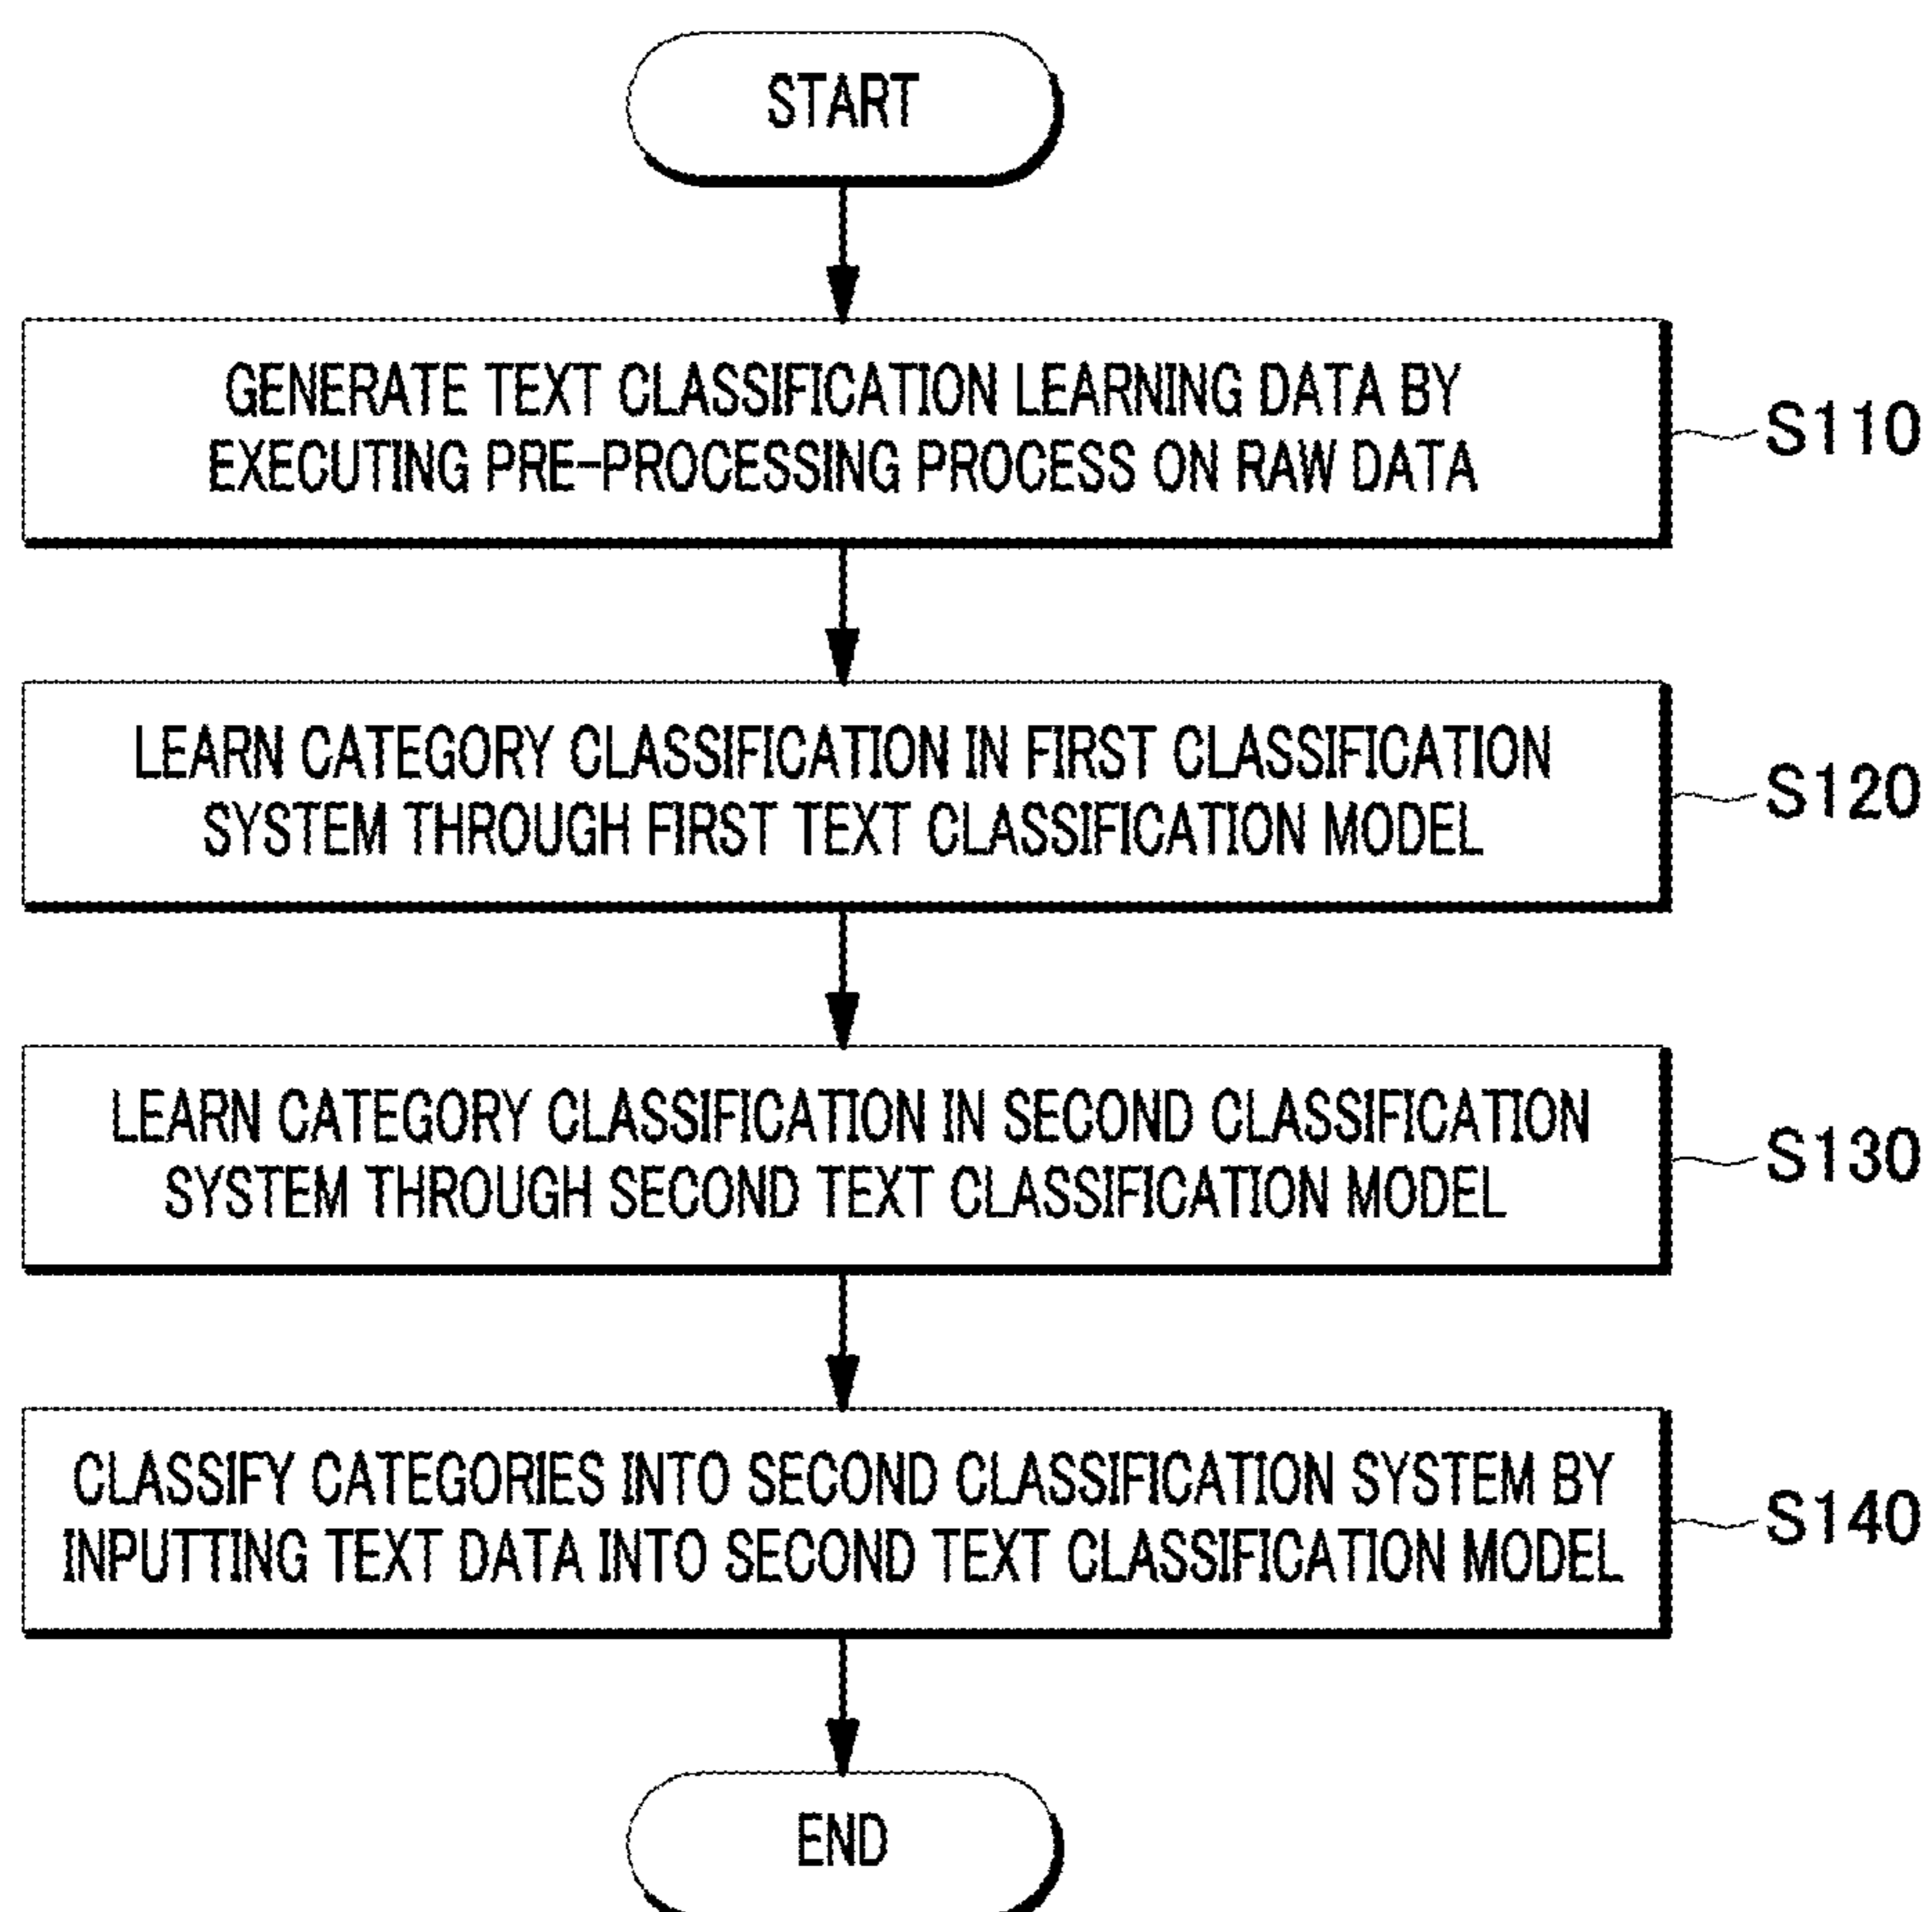 START
GENERATE TEXT CLASSIFICATION LEARNING DATA BY
EXECUTING PRE-PROCESSING PROCESS ON RAW DATA
S110
LEARN CATEGORY CLASSIFICATION IN FIRST CLASSIFICATION
SYSTEM THROUGH FIRST TEXT CLASSIFICATION MODEL
S120
LEARN CATEGORY CLASSIFICATION IN SECOND CLASSIFICATION
SYSTEM THROUGH SECOND TEXT CLASSIFICATION MODEL
S130
CLASSIFY CATEGORIES INTO SECOND CLASSIFICATION SYSTEM BY
INPUTTING TEXT DATA INTO SECOND TEXT CLASSIFICATION MODEL
S140
END